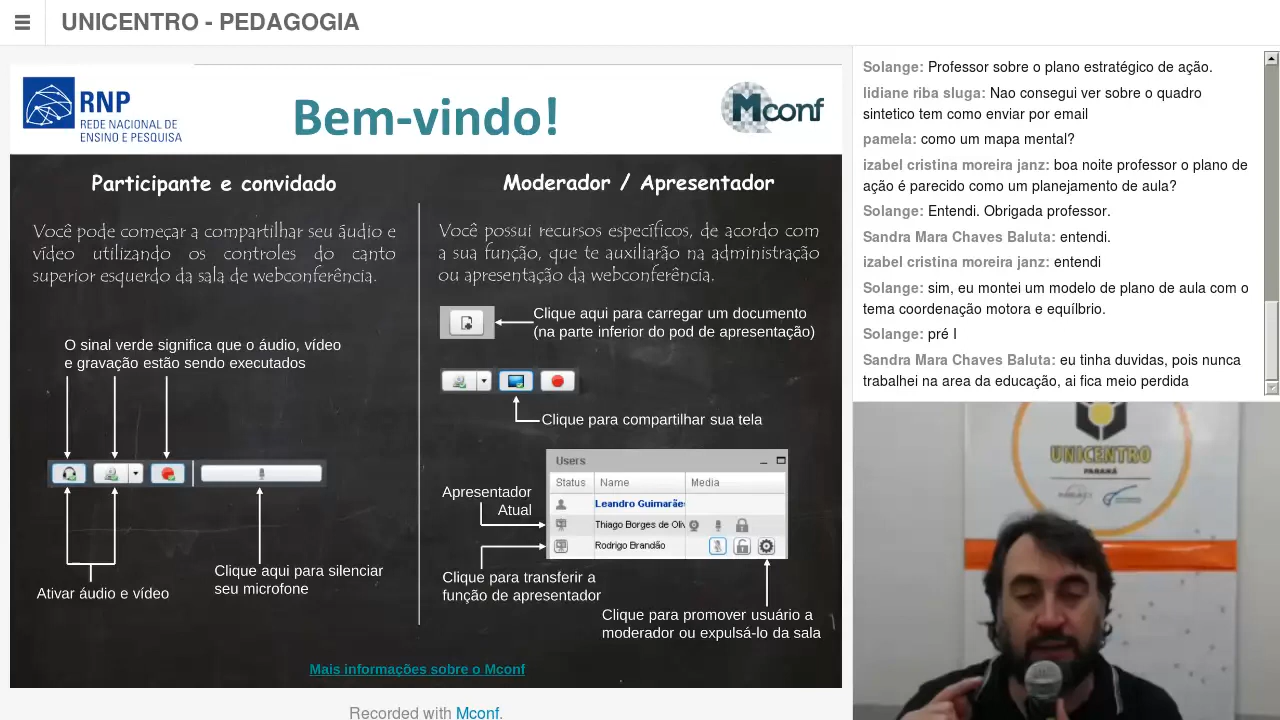 UNICENTRO - PEDAGOGIA
RNP
REDE NACIONAL DE
ENSINO E PESQUISA
Bem-vindo!
Mconf
Participante e convidado
Você pode começar a compartilhar seu áudio e
vídeo utilizando os controles do canto
superior esquerdo da sala de webconferência.
O sinal verde significa que o áudio, vídeo
e gravação estão sendo executados
Ativar áudio e vídeo
Clique aqui para silenciar
seu microfone
Moderador / Apresentador
Você possui recursos específicos, de acordo com
a sua função, que te auxiliarão na administração
ou apresentação da webconferência.
Clique aqui para carregar um documento
(na parte inferior do pod de apresentação)
Clique para compartilhar sua tela
Users
Status Name Media
Leandro Guimarães
Thiago Borges de Oliv
Rodrigo Brandão
Apresentador
Atual
Clique para transferir a
função de apresentador
Clique para promover usuário a
moderador ou expulsá-lo da sala
Mais informações sobre o Mconf
Recorded with Mconf.
Solange: Professor sobre o plano estratégico de ação.
lidiane riba sluga: Nao consegui ver sobre o quadro
sintetico tem como enviar por email
pamela: como um mapa mental?
izabel cristina moreira janz: boa noite professor o plano de
ação é parecido como um planejamento de aula?
Solange: Entendi. Obrigada professor.
Sandra Mara Chaves Baluta: entendi.
izabel cristina moreira janz: entendi
Solange: sim, eu montei um modelo de plano de aula com o
tema coordenação motora e equílbrio.
Solange: pré I
Sandra Mara Chaves Baluta: eu tinha duvidas, pois nunca
trabalhei na area da educação, ai fica meio perdida
UNICENTRO
PARANÁ